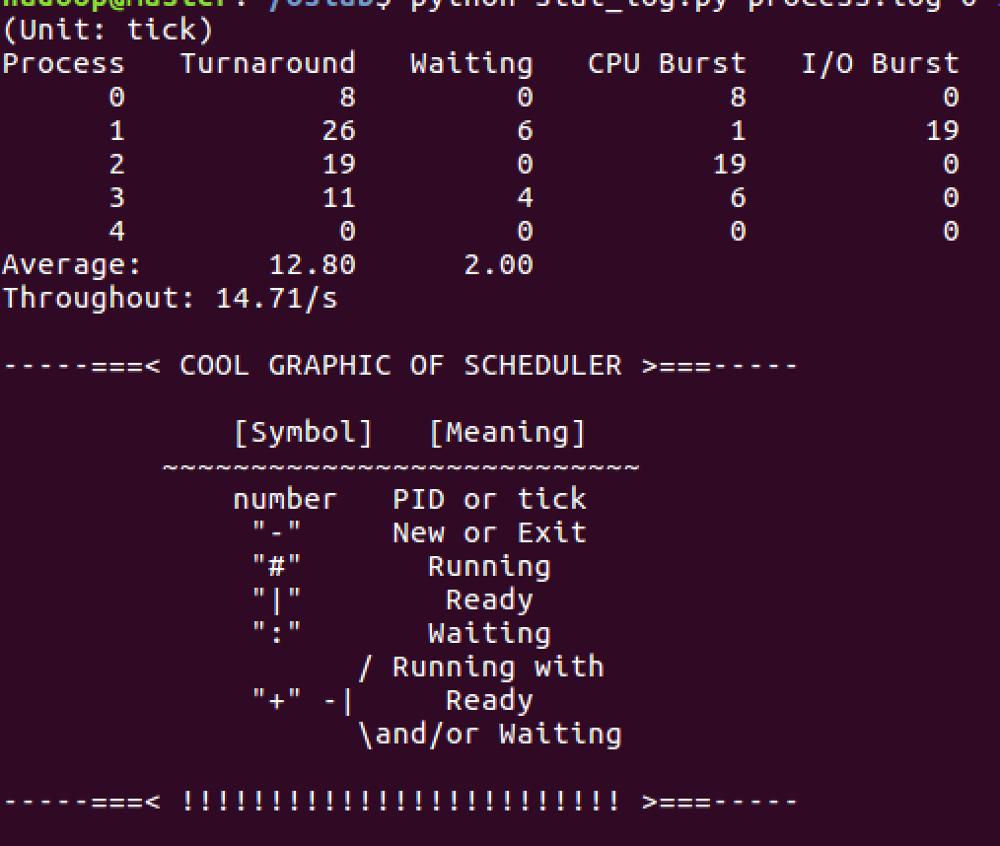 (Unit: tick)
Process   Turnaround   Waiting   CPU Burst   I/O Burst
      0            8         0           8           0
      1           26         6           1          19
      2           19         0          19           0
      3           11         4           6           0
      4            0         0           0           0
Average:       12.80      2.00
Throughout: 14.71/s
-----===< COOL GRAPHIC OF SCHEDULER >===-----
             [Symbol]   [Meaning]
         ~~~~~~~~~~~~~~~~~~~~~~~~~~~
             number   PID or tick
              "-"     New or Exit
              "#"       Running
              "|"        Ready
              ":"       Waiting
                    / Running with
              "+" -|     Ready
                    \and/or Waiting
-----===< !!!!!!!!!!!!!!!!!!!!!!!!! >===-----